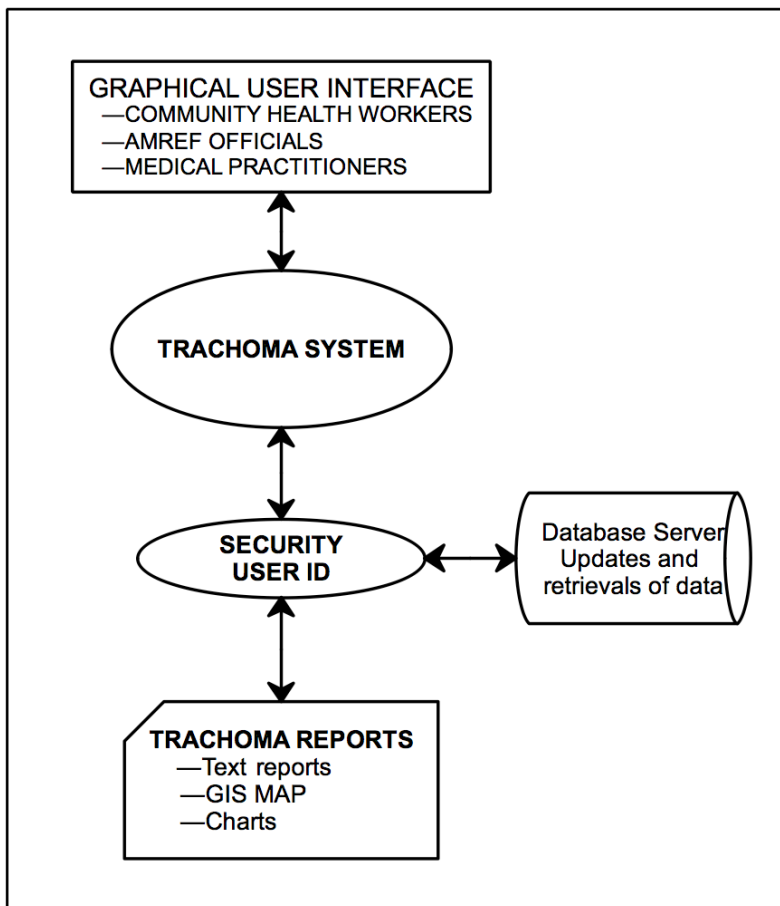 GRAPHICAL USER INTERFACE
—COMMUNITY HEALTH WORKERS
—AMREF OFFICIALS
—MEDICAL PRACTITIONERS
TRACHOMA SYSTEM
SECURITY
USER ID
Database Server
Updates and
retrievals of data
TRACHOMA REPORTS
—Text reports
—GIS MAP
—Charts